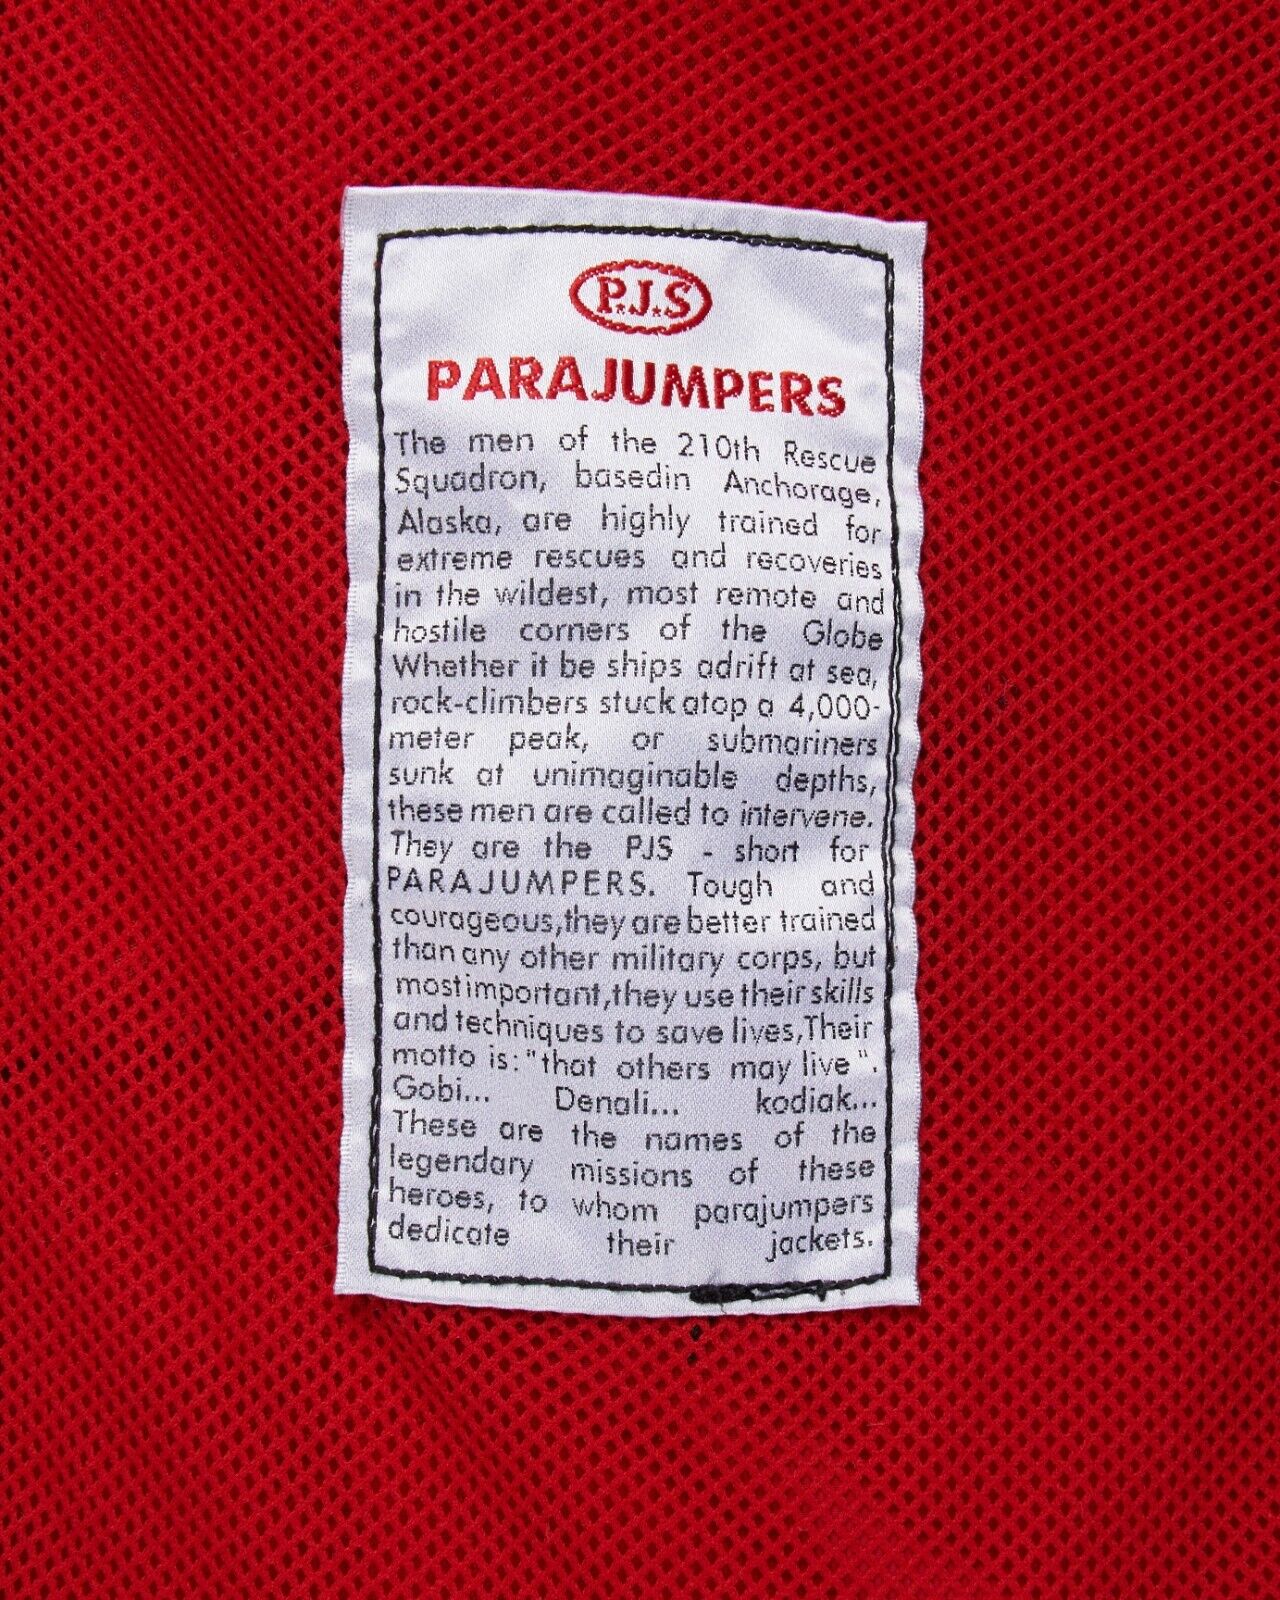 P.J.S
PARAJUMPERS
The men of the 210th Rescue
Squadron, basedin Anchorage,
Alaska, are highly trained for
extreme rescues and recoveries
in the wildest, most remote and
hostile corners of the Globe
Whether it be ships adrift at sea,
rock-climbers stuck atop a 4,000-
meter peak, or submariners
sunk at unimaginable depths,
these men are called to intervene.
They are the PJS - short for
PARAJUMPERS. Tough and
courageous,they are better trained
than any other military corps, but
most important,they use their skills
and techniques to save lives,Their
motto is: "that others may live ".
Gobi... Denali... kodiak...
These are the names of the
legendary missions of these
heroes, to whom parajumpers
dedicate their jackets.